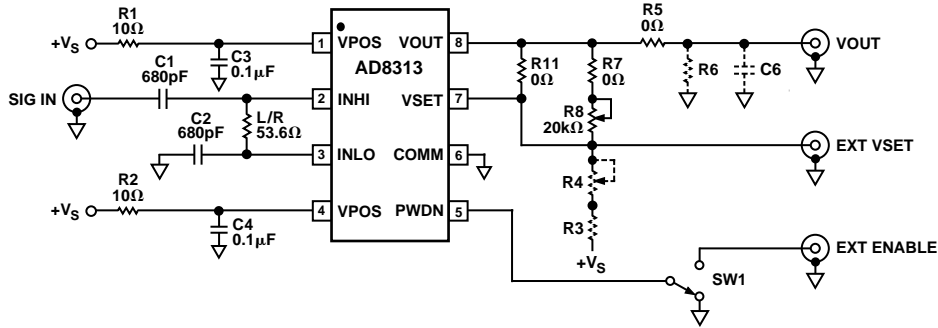 R1
10Ω
+VS
C3
0.1µF
C1
680pF
SIG IN
C2
680pF
L/R
53.6Ω
R2
10Ω
+VS
C4
0.1µF
1 VPOS VOUT 8
AD8313
2 INHI VSET 7
3 INLO COMM 6
4 VPOS PWDN 5
R11
0Ω
R7
0Ω
R5
0Ω
R6
C6
VOUT
R8
20kΩ
EXT VSET
R4
R3
+VS
SW1
EXT ENABLE